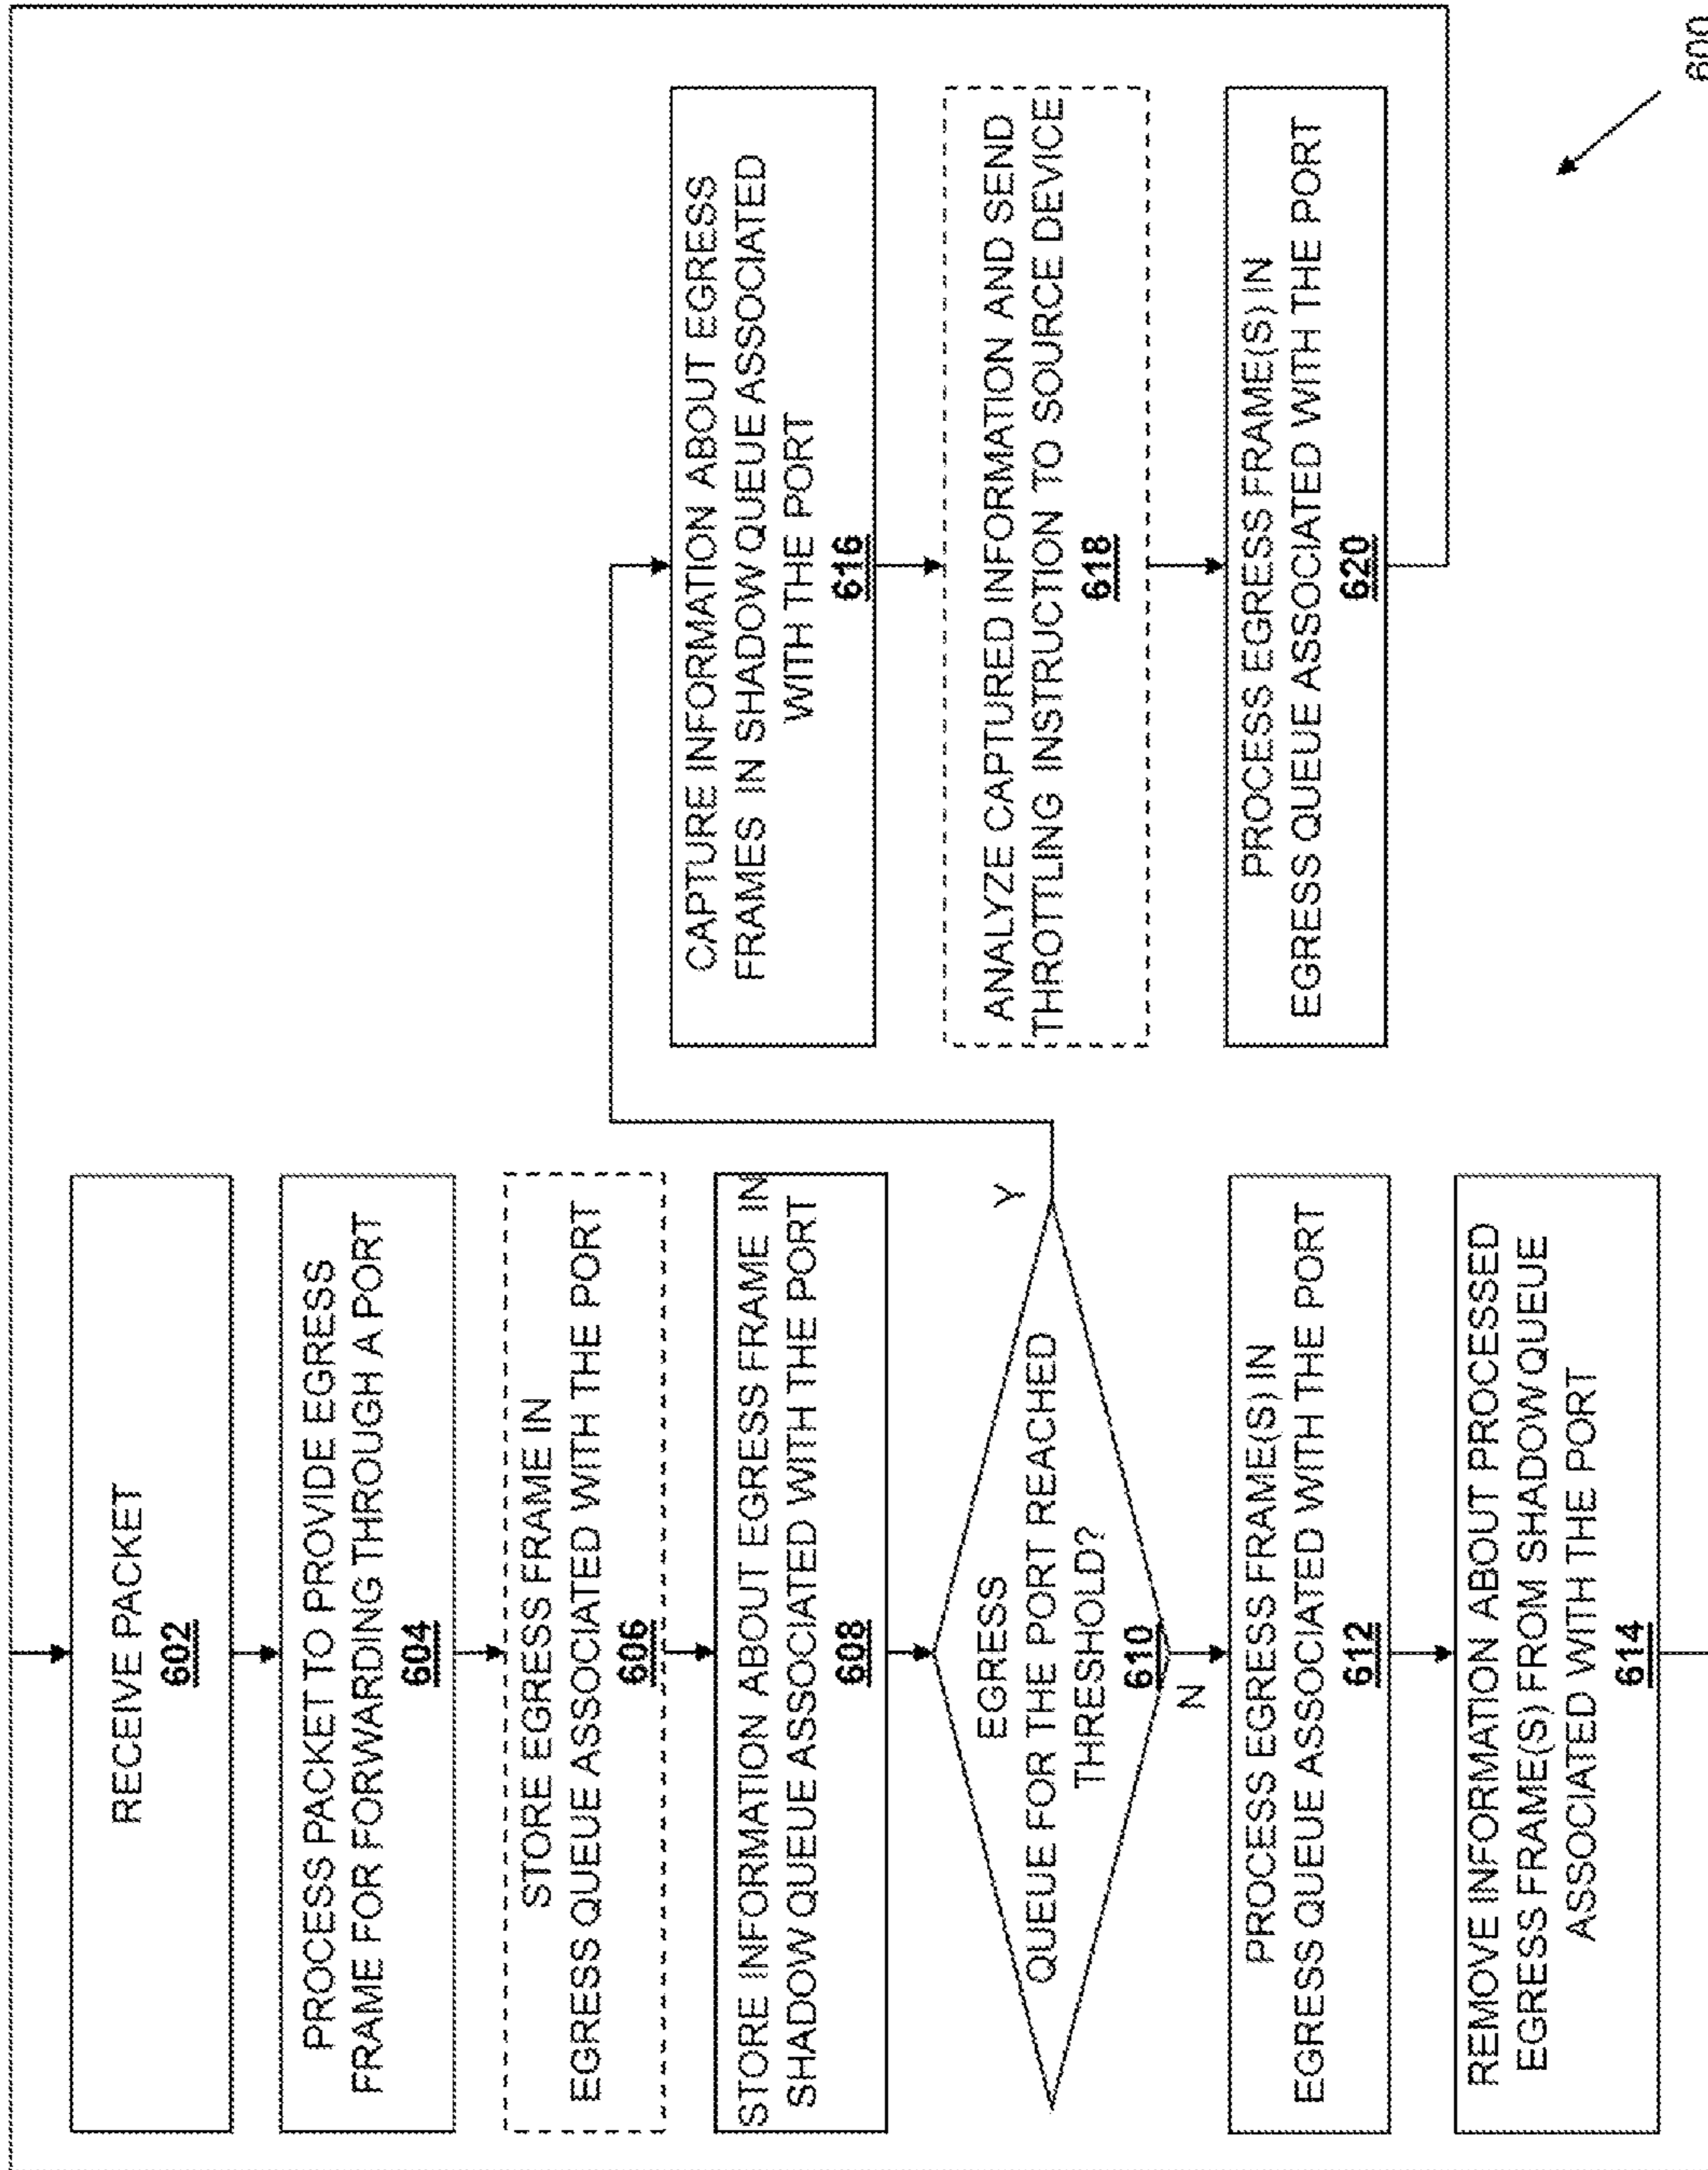 RECEIVE PACKET
602
PROCESS PACKET TO PROVIDE EGRESS
FRAME FOR FORWARDING THROUGH A PORT
604
STORE EGRESS FRAME IN
EGRESS QUEUE ASSOCIATED WITH THE PORT
606
STORE INFORMATION ABOUT EGRESS FRAME IN
SHADOW QUEUE ASSOCIATED WITH THE PORT
608
EGRESS
QUEUE FOR THE PORT REACHED
THRESHOLD?
610
Y
N
PROCESS EGRESS FRAME(S) IN
EGRESS QUEUE ASSOCIATED WITH THE PORT
612
REMOVE INFORMATION ABOUT PROCESSED
EGRESS FRAME(S) FROM SHADOW QUEUE
ASSOCIATED WITH THE PORT
614
CAPTURE INFORMATION ABOUT EGRESS
FRAMES IN SHADOW QUEUE ASSOCIATED
WITH THE PORT
616
ANALYZE CAPTURED INFORMATION AND SEND
THROTTLING INSTRUCTION TO SOURCE DEVICE
618
PROCESS EGRESS FRAME(S) IN
EGRESS QUEUE ASSOCIATED WITH THE PORT
620
600